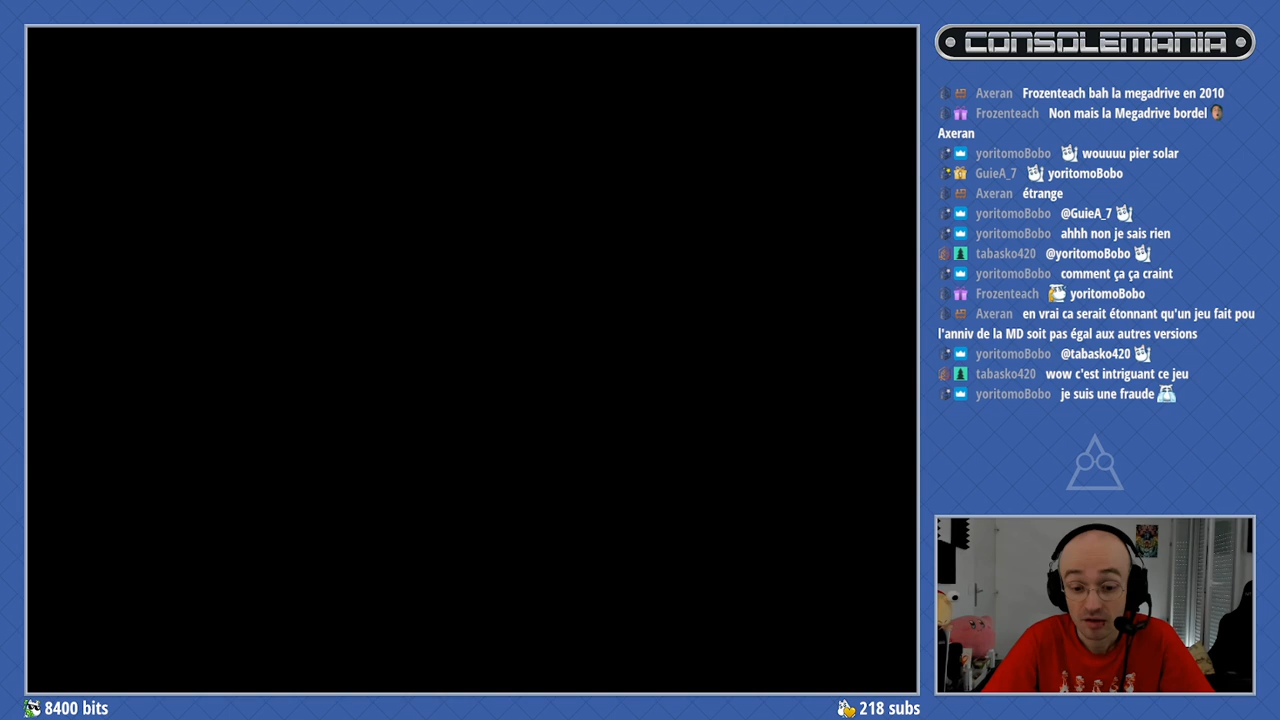 CONSOLEMANIA
Axeran Frozenteach bah la megadrive en 2010
Frozenteach Non mais la Megadrive bordel
Axeran
yoritomoBobo wouuuu pier solar
GuieA_7 yoritomoBobo
Axeran étrange
yoritomoBobo @GuieA_7
yoritomoBobo ahhh non je sais rien
tabasko420 @yoritomoBobo
yoritomoBobo comment ça ça craint
Frozenteach yoritomoBobo
Axeran en vrai ca serait étonnant qu'un jeu fait pou
l'anniv de la MD soit pas égal aux autres versions
yoritomoBobo @tabasko420
tabasko420 wow c'est intriguant ce jeu
yoritomoBobo je suis une fraude
8400 bits
218 subs